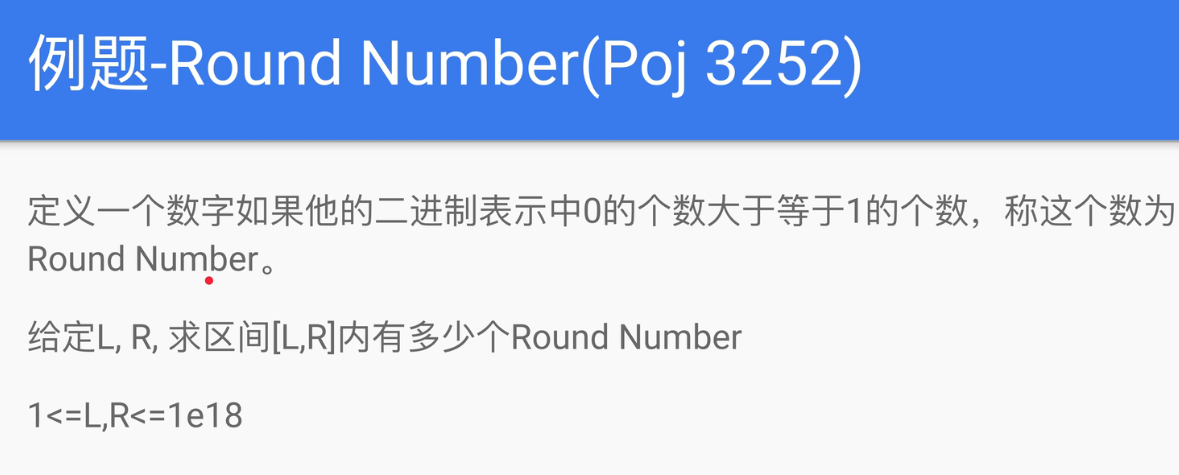 例题-Round Number(Poj 3252)
定义一个数字如果他的二进制表示中0的个数大于等于1的个数，称这个数为
Round Number。
给定L, R, 求区间[L,R]内有多少个Round Number
1<=L,R<=1e18